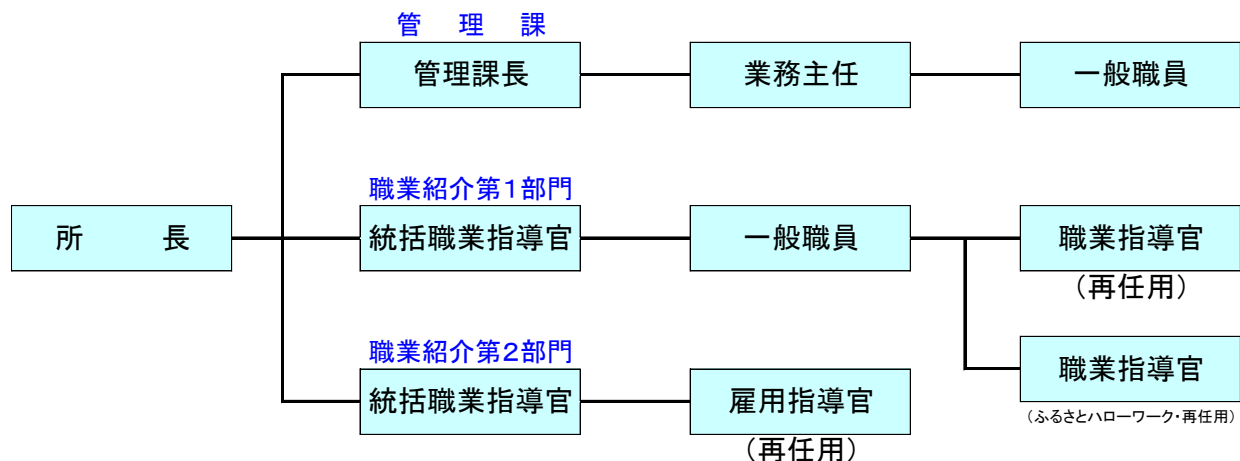 管 理 課
管理課長
業務主任
一般職員
職業紹介第1部門
所 長
統括職業指導官
一般職員
職業指導官
(再任用)
職業紹介第2部門
統括職業指導官
雇用指導官
(再任用)
職業指導官
(ふるさとハローワーク・再任用)